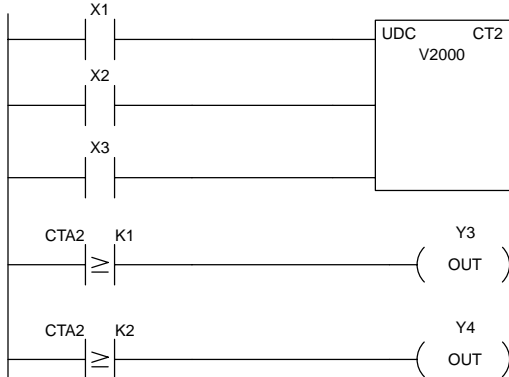 X1
UDC CT2
V2000
X2
X3
CTA2 K1
≥
Y3
OUT
CTA2 K2
≥
Y4
OUT